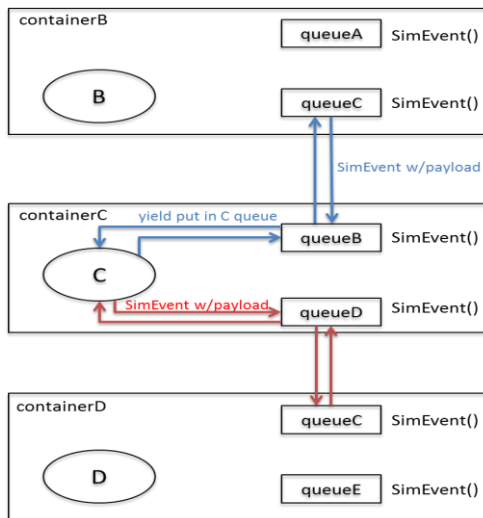 containerB
queueA SimEvent()
B
queueC SimEvent()
SimEvent w/payload
containerC
yield put in C queue
queueB SimEvent()
C
SimEvent w/payload
queueD SimEvent()
containerD
queueC SimEvent()
D
queueE SimEvent()